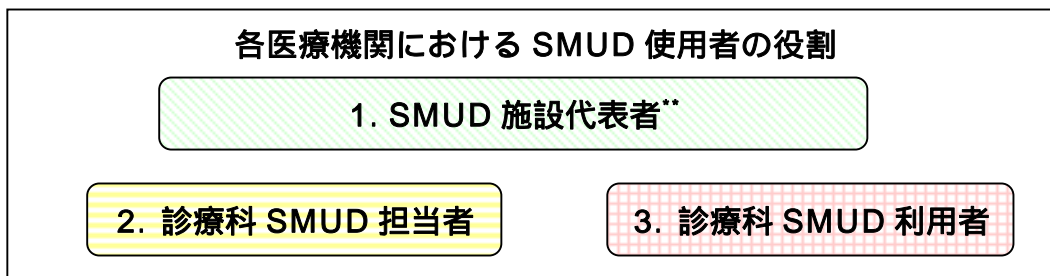 各医療機関における SMUD 使用者の役割
1. SMUD 施設代表者**
2. 診療科 SMUD 担当者
3. 診療科 SMUD 利用者